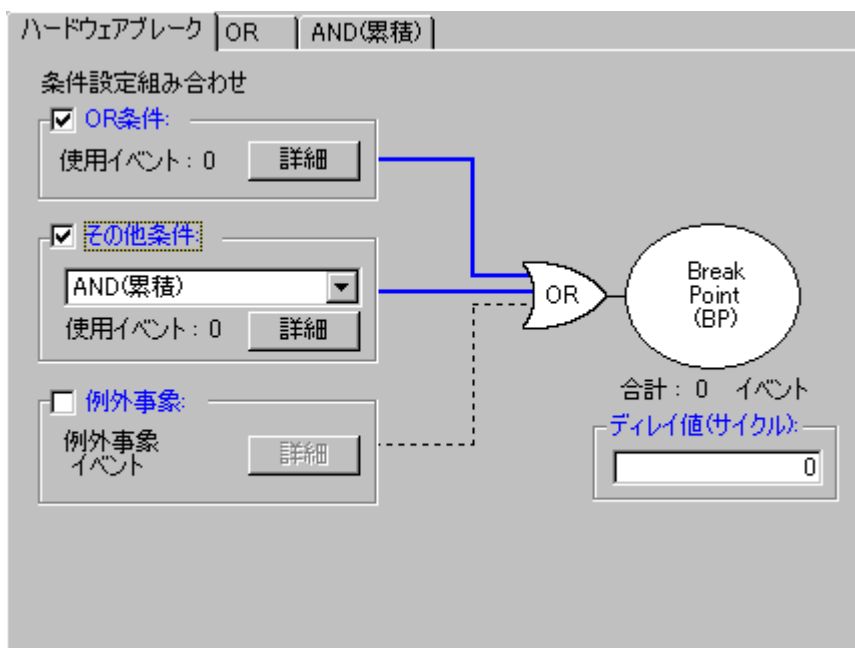 ハードウェアブレーク OR AND(累積)
条件設定組み合わせ
OR条件:
使用イベント : 0 詳細
その他条件:
AND(累積)
使用イベント : 0 詳細
例外事象:
例外事象
イベント
詳細
OR
Break
Point
(BP)
合計 : 0 イベント
ディレイ値(サイクル):
0